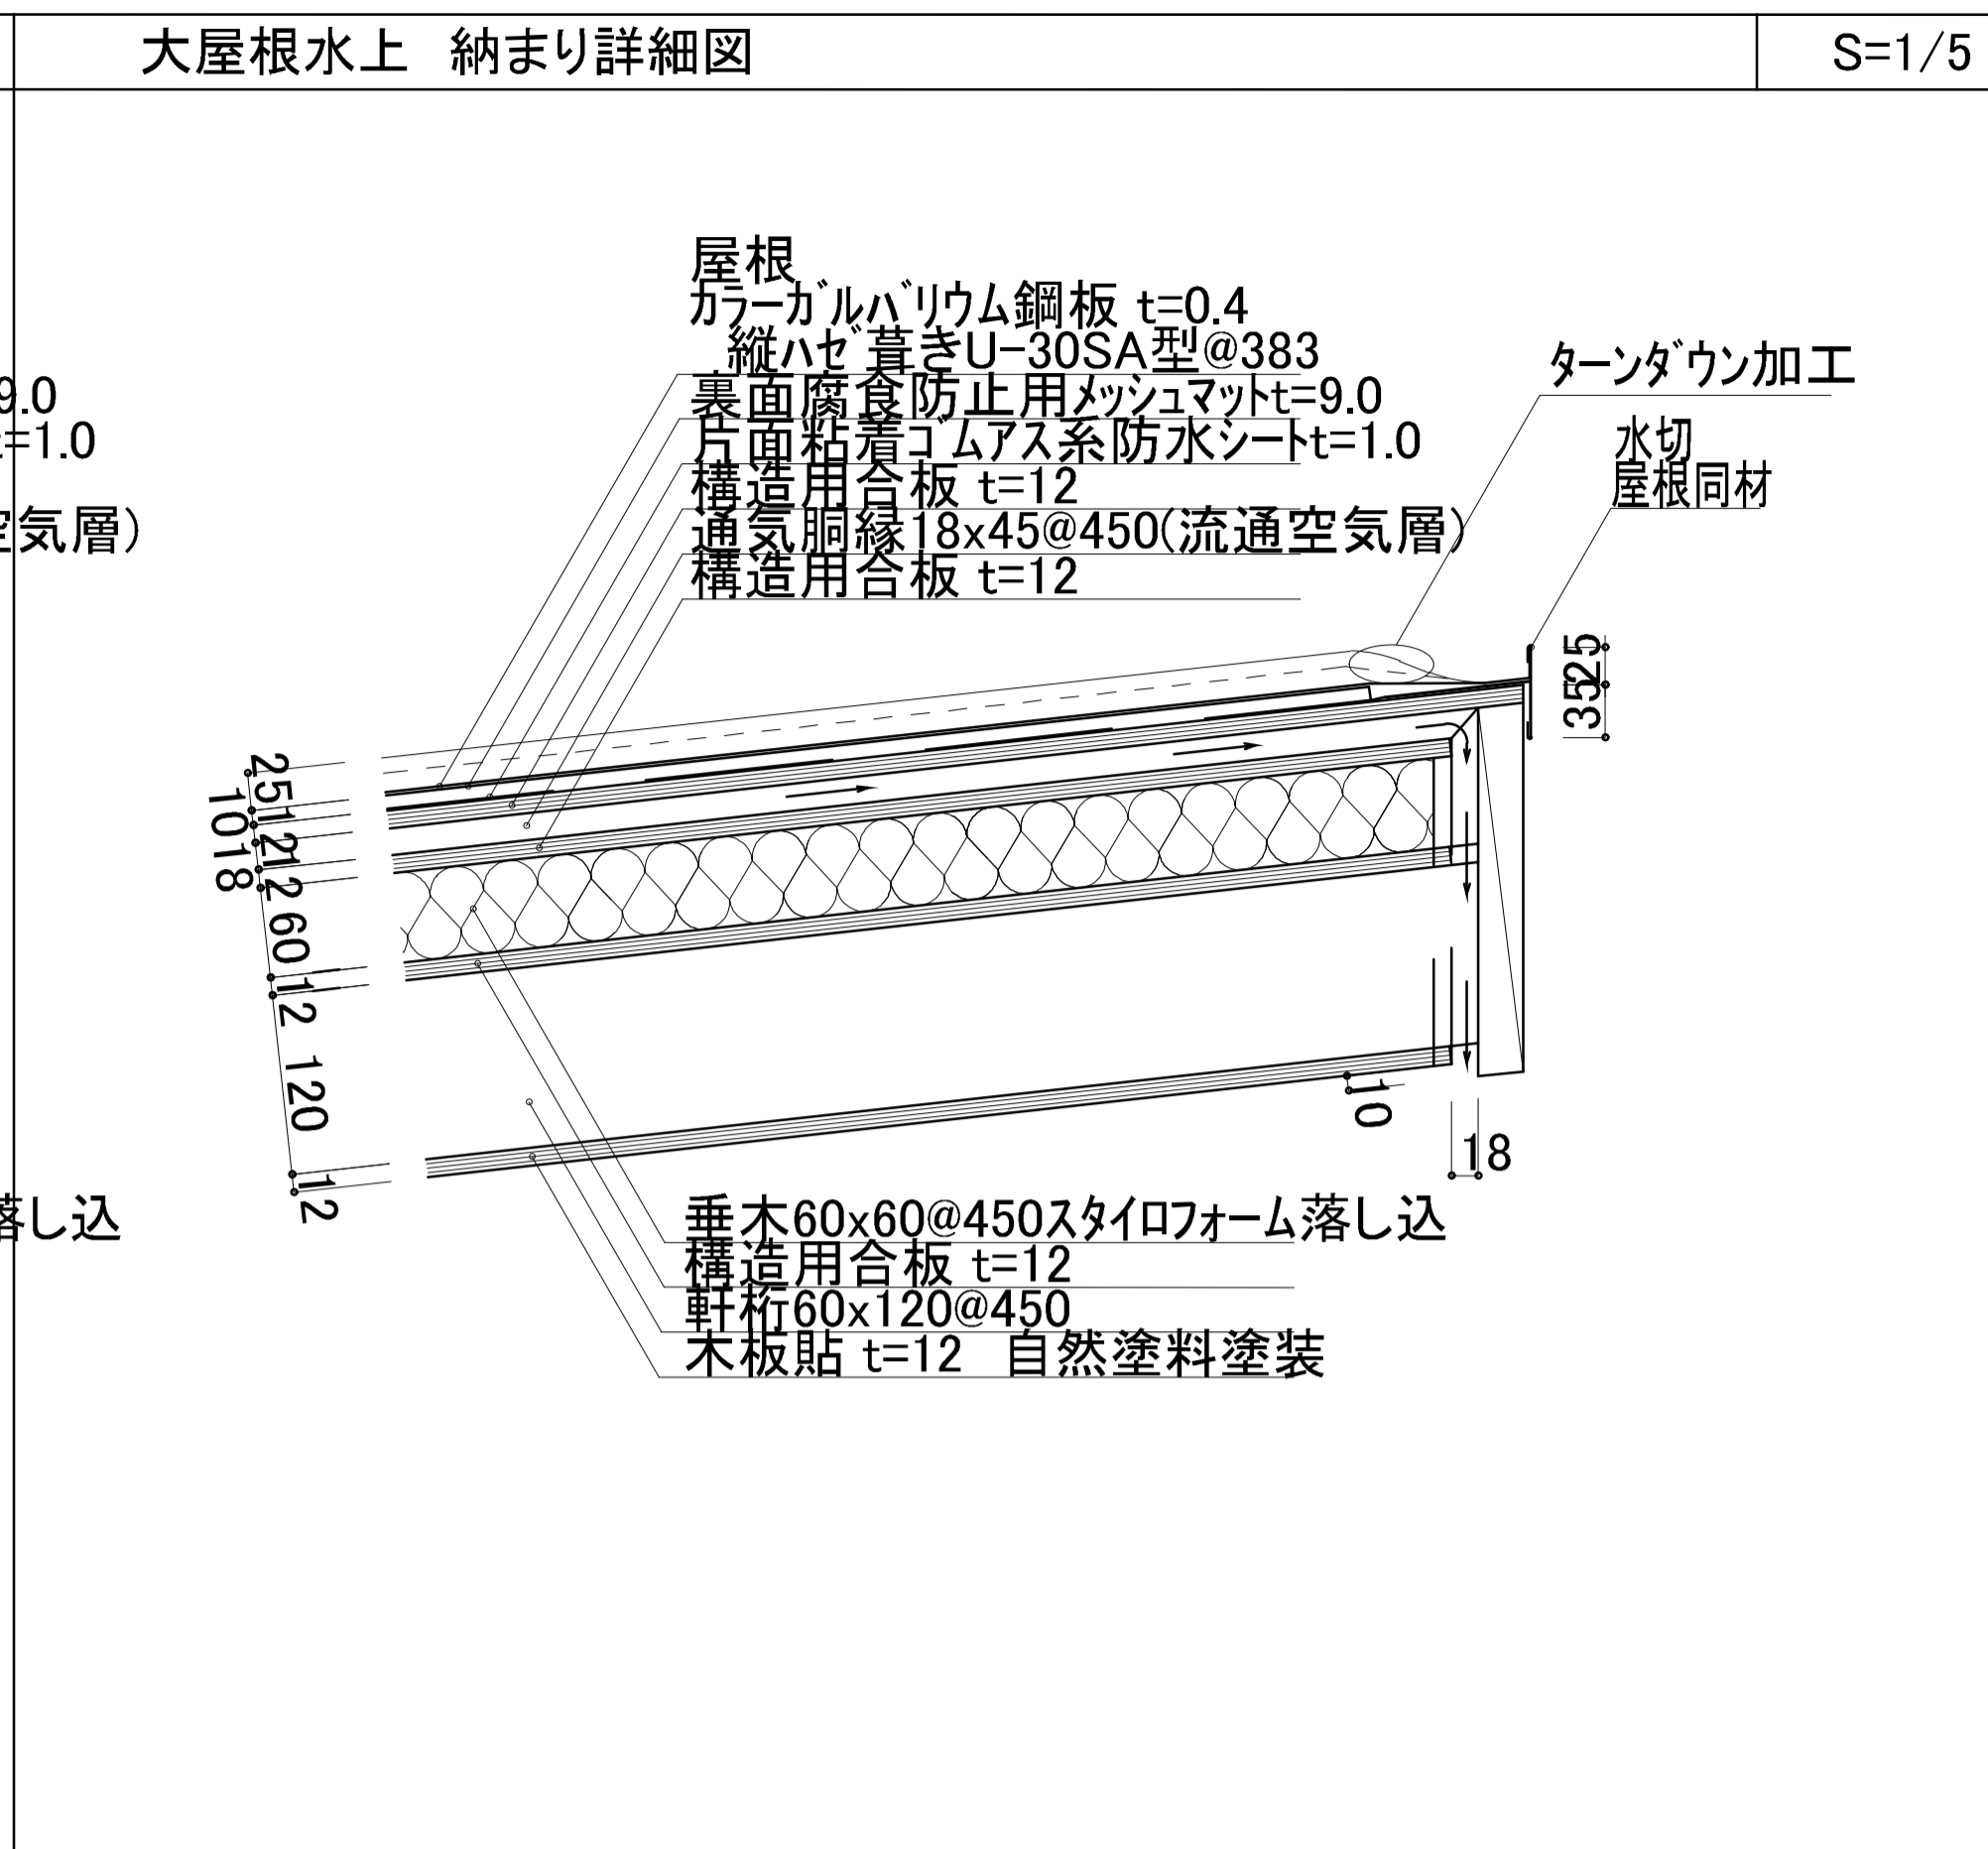 大屋根水上　納まり詳細図
S=1/5
屋根
ｶﾗｰｶﾞﾙﾊﾞﾘｳﾑ鋼板 t=0.4
縦ﾊｾﾞ葺きU-30SA型@383
裏面腐食防止用ﾒｯｼｭﾏｯﾄt=9.0
片面粘着ｺﾞﾑｱｽ糸防水ｼｰﾄt=1.0
構造用合板 t=12
通気胴縁18x45@450(流通空気層)
構造用合板 t=12
ﾀｰﾝﾀﾞｳﾝ加工
水切
屋根同材
9.0
t=1.0
空気層)
落し込
25
35
25
10
12
18
12
60
12
120
12
10
18
垂木60x60@450ｽﾀｲﾛﾌｫｰﾑ落し込
構造用合板 t=12
軒桁60x120@450
木板貼 t=12　自然塗料塗装